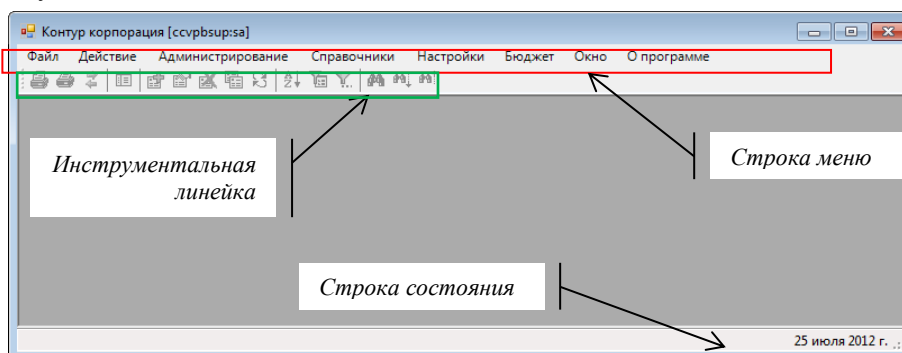 Контур корпорация [ccvpbsup:sa]
Файл Действие Администрирование Справочники Настройки Бюджет Окно О программе
Инструментальная
линейка
Строка меню
Строка состояния
25 июля 2012 г.